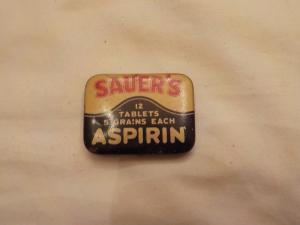 SAUER'S
12
TABLETS
5 GRAINS EACH
ASPIRIN